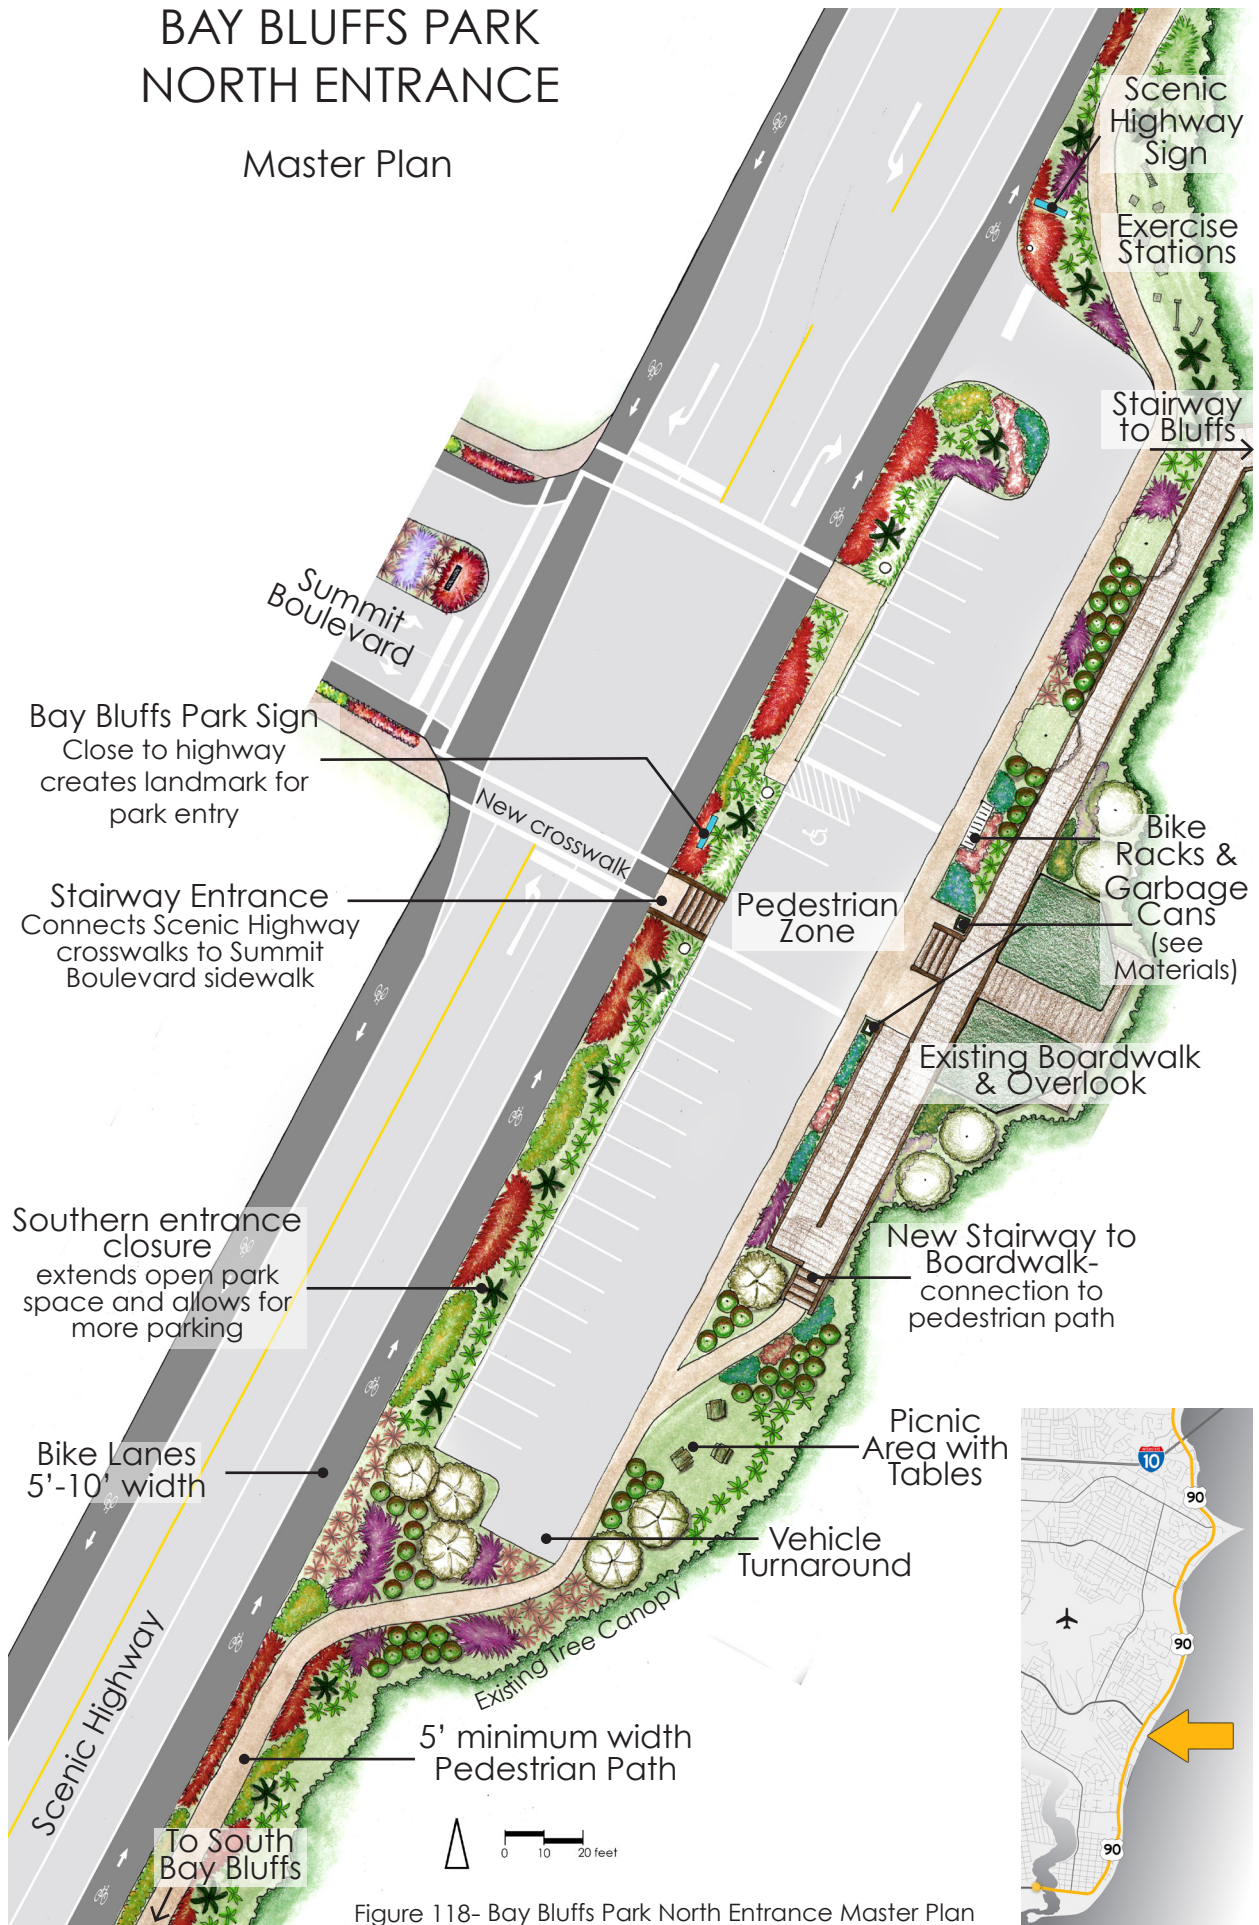 BAY BLUFFS PARK
NORTH ENTRANCE
Master Plan
Scenic
Highway
Sign
Exercise
Stations
Stairway
to Bluffs
Summit
Boulevard
Bay Bluffs Park Sign
Close to highway
creates landmark for
park entry
New crosswalk
Bike
Racks &
Garbage
Cans
(see
Materials)
Stairway Entrance
Connects Scenic Highway
crosswalks to Summit
Boulevard sidewalk
Pedestrian
Zone
Existing Boardwalk
& Overlook
Southern entrance
closure
extends open park
space and allows for
more parking
New Stairway to
Boardwalk-
connection to
pedestrian path
Bike Lanes
5'-10' width
Picnic
Area with
Tables
Vehicle
Turnaround
Existing Tree Canopy
Scenic Highway
5' minimum width
Pedestrian Path
To South
Bay Bluffs
0 10 20 feet
10
90
90
90
Figure 118- Bay Bluffs Park North Entrance Master Plan